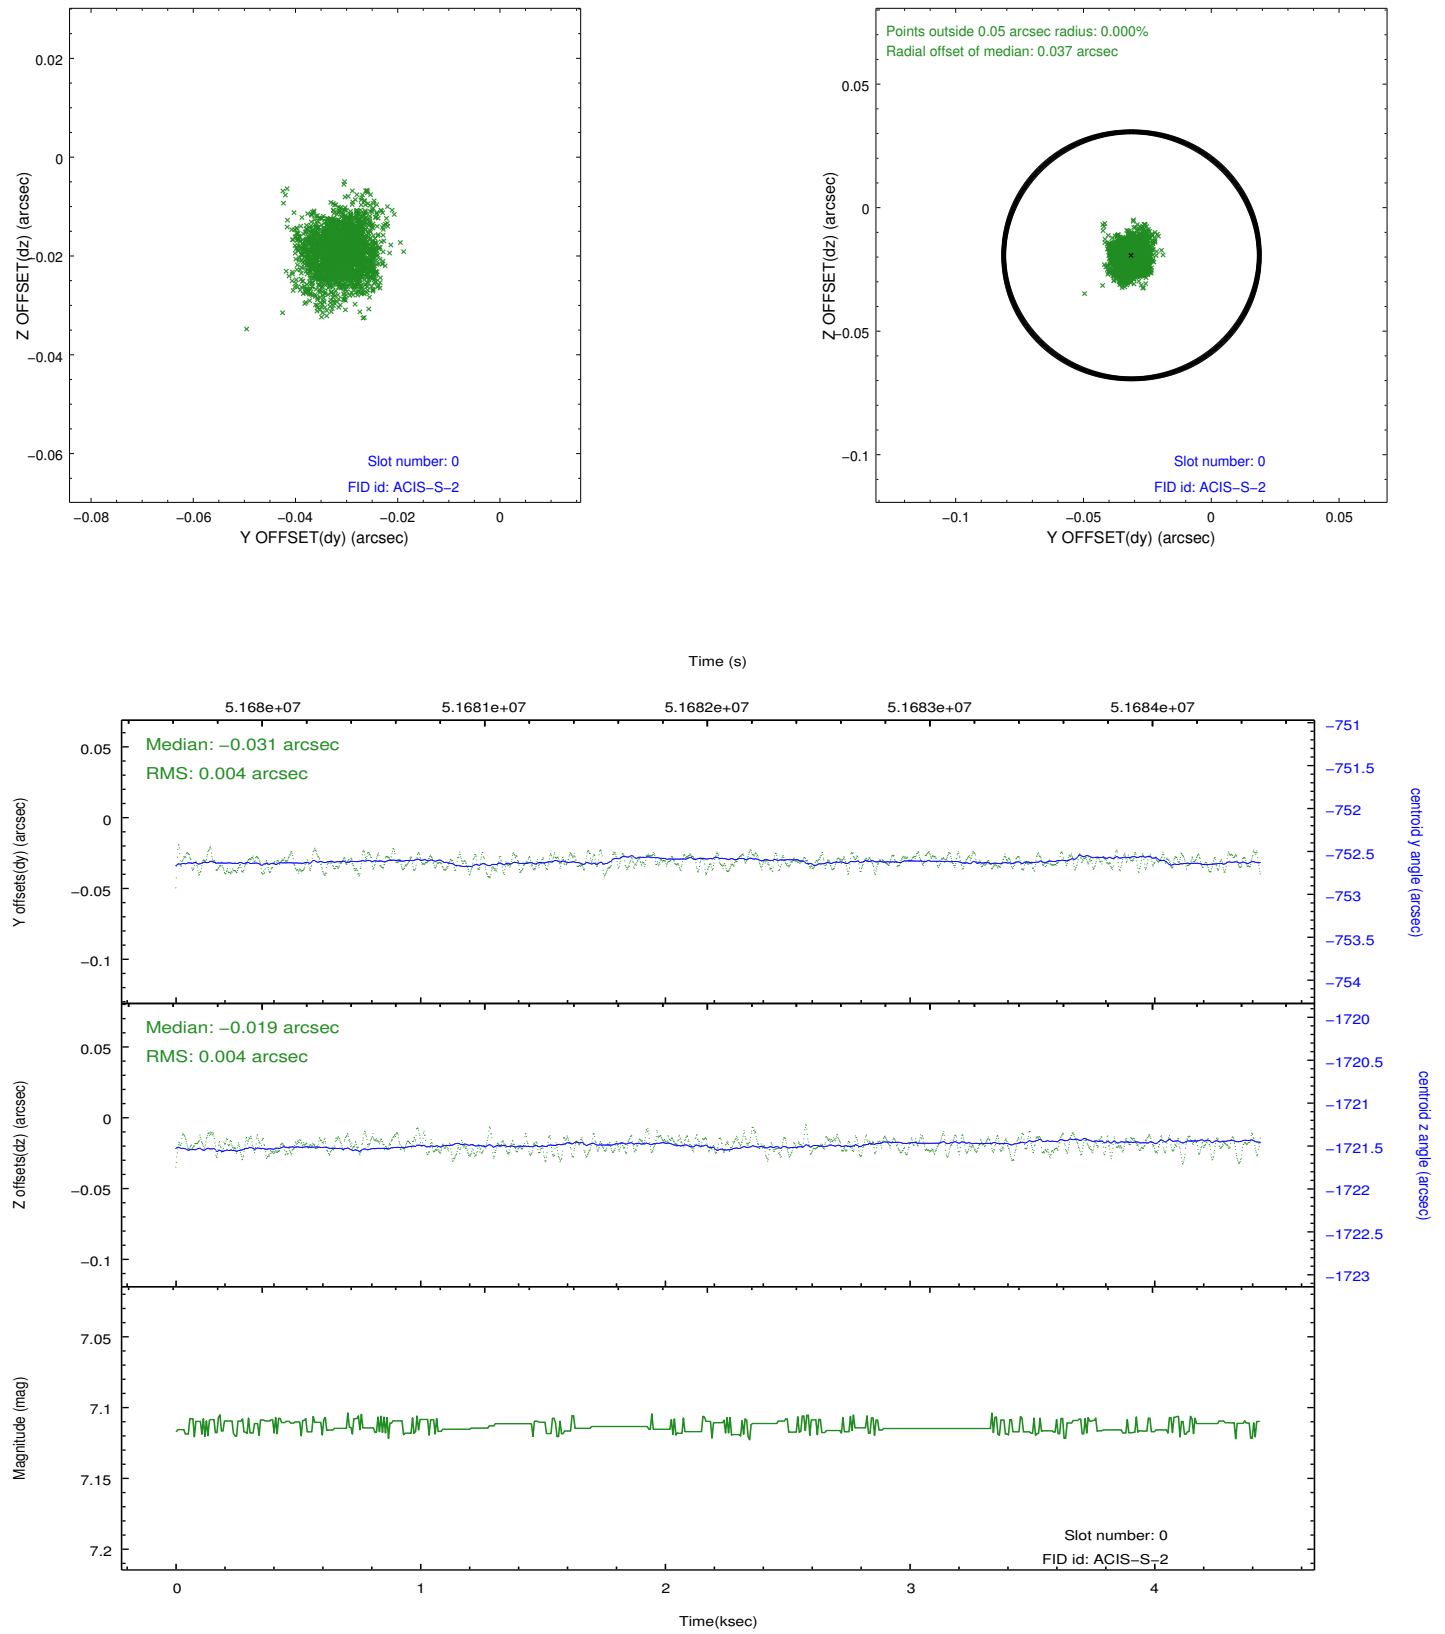 0.02
0
−0.02
−0.04
−0.06
Z OFFSET(dz) (arcsec)
Slot number: 0
FID id: ACIS−S−2
−0.08
−0.06
−0.04
−0.02
0
Y OFFSET(dy) (arcsec)
Points outside 0.05 arcsec radius: 0.000%
Radial offset of median: 0.037 arcsec
0.05
0
−0.05
−0.1
Z OFFSET(dz) (arcsec)
Slot number: 0
FID id: ACIS−S−2
−0.1
−0.05
0
0.05
Y OFFSET(dy) (arcsec)
Time (s)
5.168e+07
5.1681e+07
5.1682e+07
5.1683e+07
5.1684e+07
Median: −0.031 arcsec
RMS: 0.004 arcsec
0.05
0
−0.05
−0.1
Y offsets(dy) (arcsec)
−751
−751.5
−752
−752.5
−753
−753.5
−754
centroid y angle (arcsec)
Median: −0.019 arcsec
RMS: 0.004 arcsec
0.05
0
−0.05
−0.1
Z offsets(dz) (arcsec)
−1720
−1720.5
−1721
−1721.5
−1722
−1722.5
−1723
centroid z angle (arcsec)
7.05
7.1
7.15
7.2
Magnitude (mag)
Slot number: 0
FID id: ACIS−S−2
0
1
2
3
4
Time(ksec)